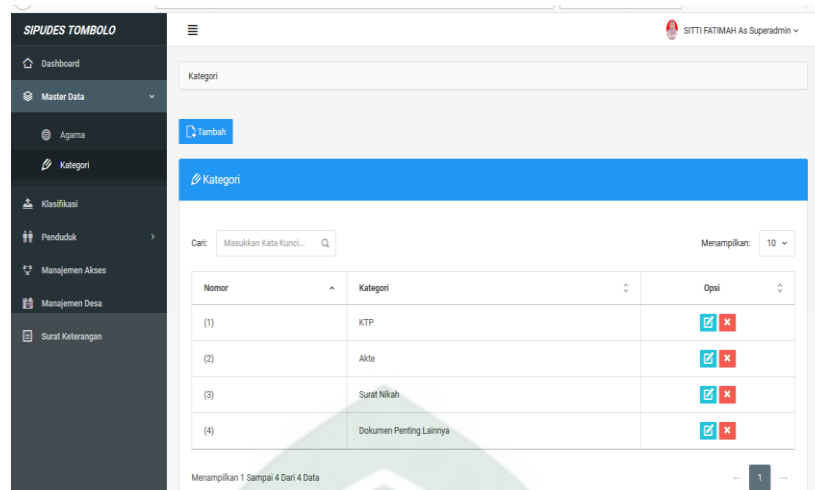 SIPUDES TOMBOLO
SITTI FATIMAH As Superadmin
Dashboard
Master Data
Agama
Kategori
Klasifikasi
Penduduk
Manajemen Akses
Manajemen Desa
Surat Keterangan
Kategori
Tambah
Kategori
Cari: Masukkan Kata Kunci... Menampilkan: 10
Nomor Kategori Opsi
(1) KTP
(2) Akte
(3) Surat Nikah
(4) Dokumen Penting Lainnya
Menampilkan 1 Sampai 4 Dari 4 Data
← 1 →